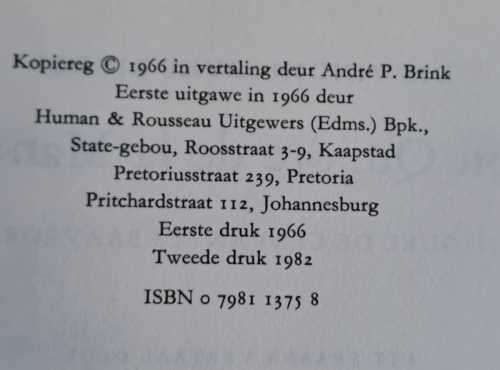 Kopiereg © 1966 in vertaling deur André P. Brink
Eerste uitgawe in 1966 deur
Human & Rousseau Uitgewers (Edms.) Bpk.,
State-gebou, Roosstraat 3-9, Kaapstad
Pretoriusstraat 239, Pretoria
Pritchardstraat 112, Johannesburg
Eerste druk 1966
Tweede druk 1982
ISBN 0 7981 1375 8